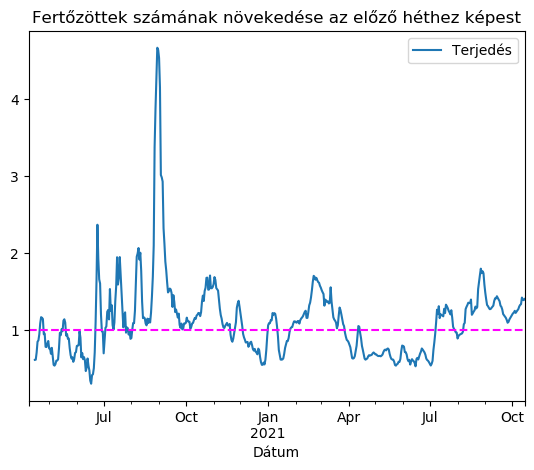 Fertőzöttek számának növekedése az előző héthez képest
Terjedés
4
3
2
1
Jul
Oct
Jan
2021
Apr
Jul
Oct
Dátum